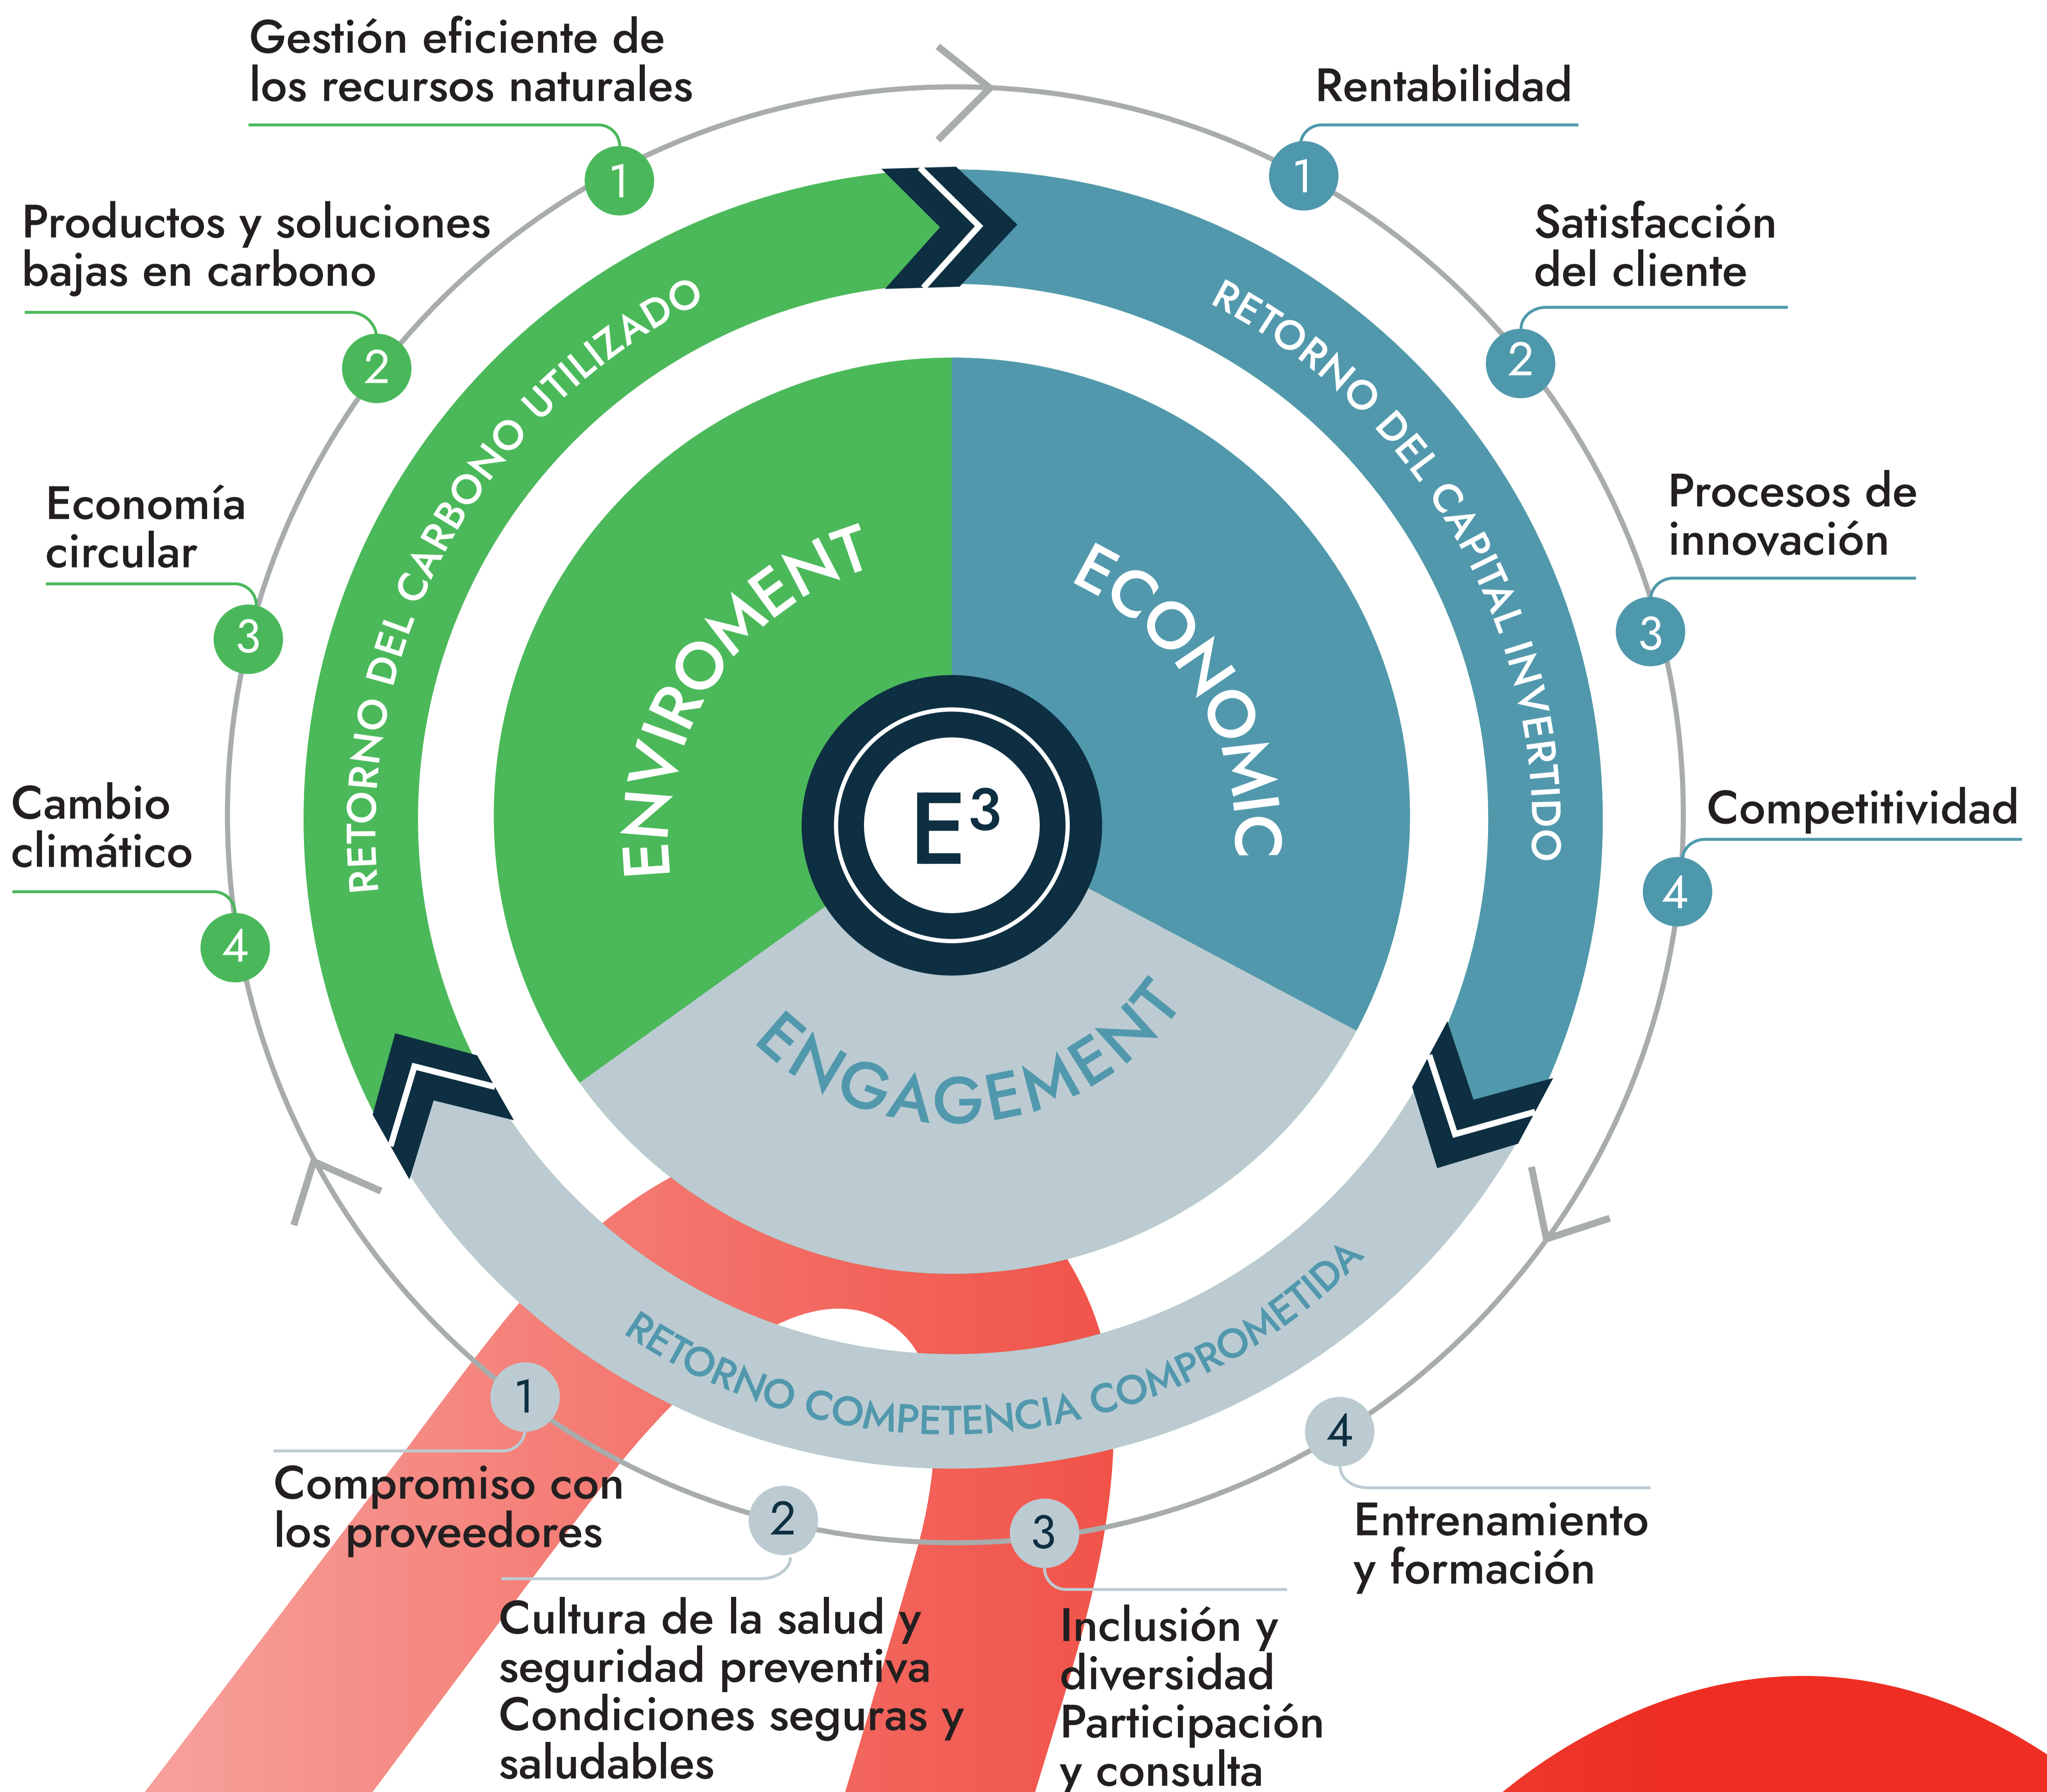 Gestión eficiente de
los recursos naturales
1
Productos y soluciones
bajas en carbono
2
Economía
circular
3
Cambio
climático
4
Rentabilidad
1
Satisfacción
del cliente
2
Procesos de
innovación
3
Competitividad
4
RETORNO DEL CARBONO UTILIZADO
RETORNO DEL CAPITAL INVERTIDO
ENVIROMENT
ECONOMIC
E³
ENGAGEMENT
RETORNO COMPETENCIA COMPROMETIDA
1
Compromiso con
los proveedores
2
Cultura de la salud y
seguridad preventiva
Condiciones seguras y
saludables
3
Inclusión y
diversidad
Participación
y consulta
4
Entrenamiento
y formación